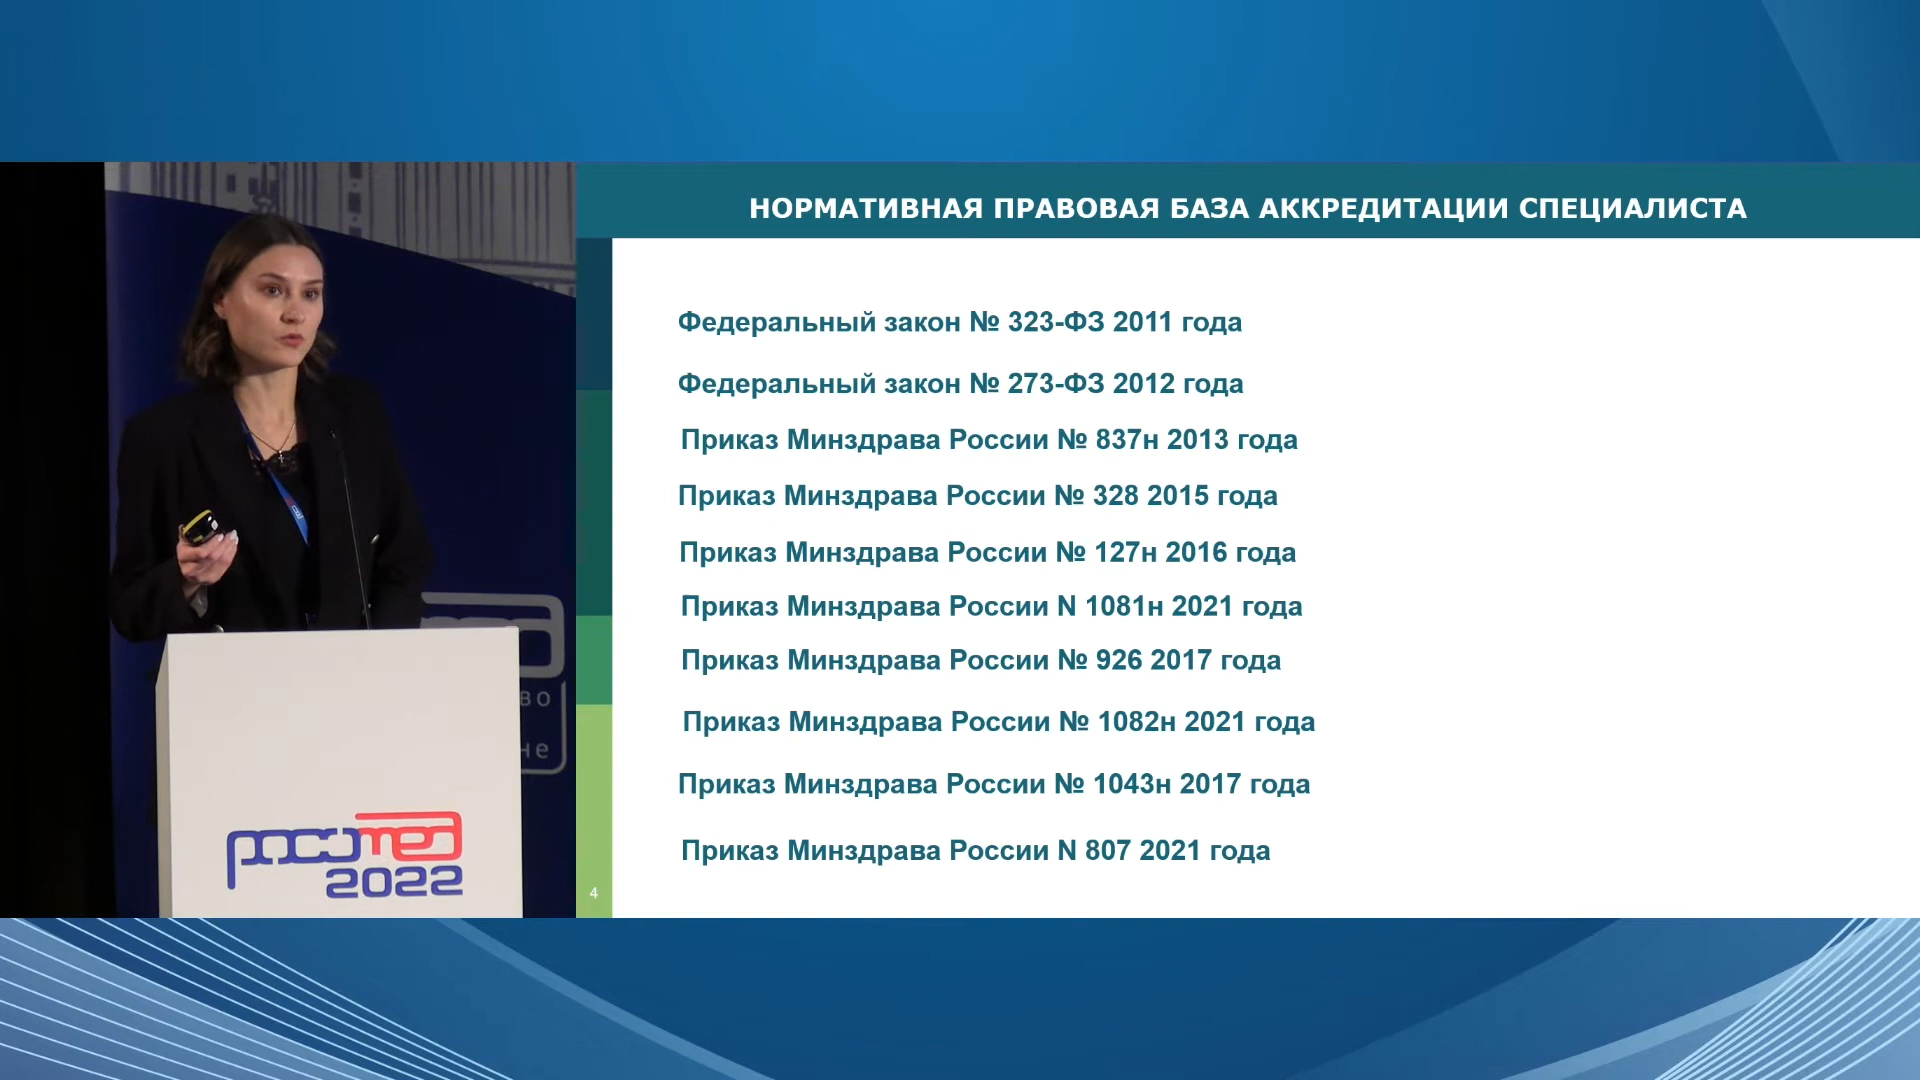 НОРМАТИВНАЯ ПРАВОВАЯ БАЗА АККРЕДИТАЦИИ СПЕЦИАЛИСТА
Федеральный закон № 323-ФЗ 2011 года
Федеральный закон № 273-ФЗ 2012 года
Приказ Минздрава России № 837н 2013 года
Приказ Минздрава России № 328 2015 года
Приказ Минздрава России № 127н 2016 года
Приказ Минздрава России N 1081н 2021 года
Приказ Минздрава России № 926 2017 года
Приказ Минздрава России № 1082н 2021 года
Приказ Минздрава России № 1043н 2017 года
Приказ Минздрава России N 807 2021 года
4
росомед
2022